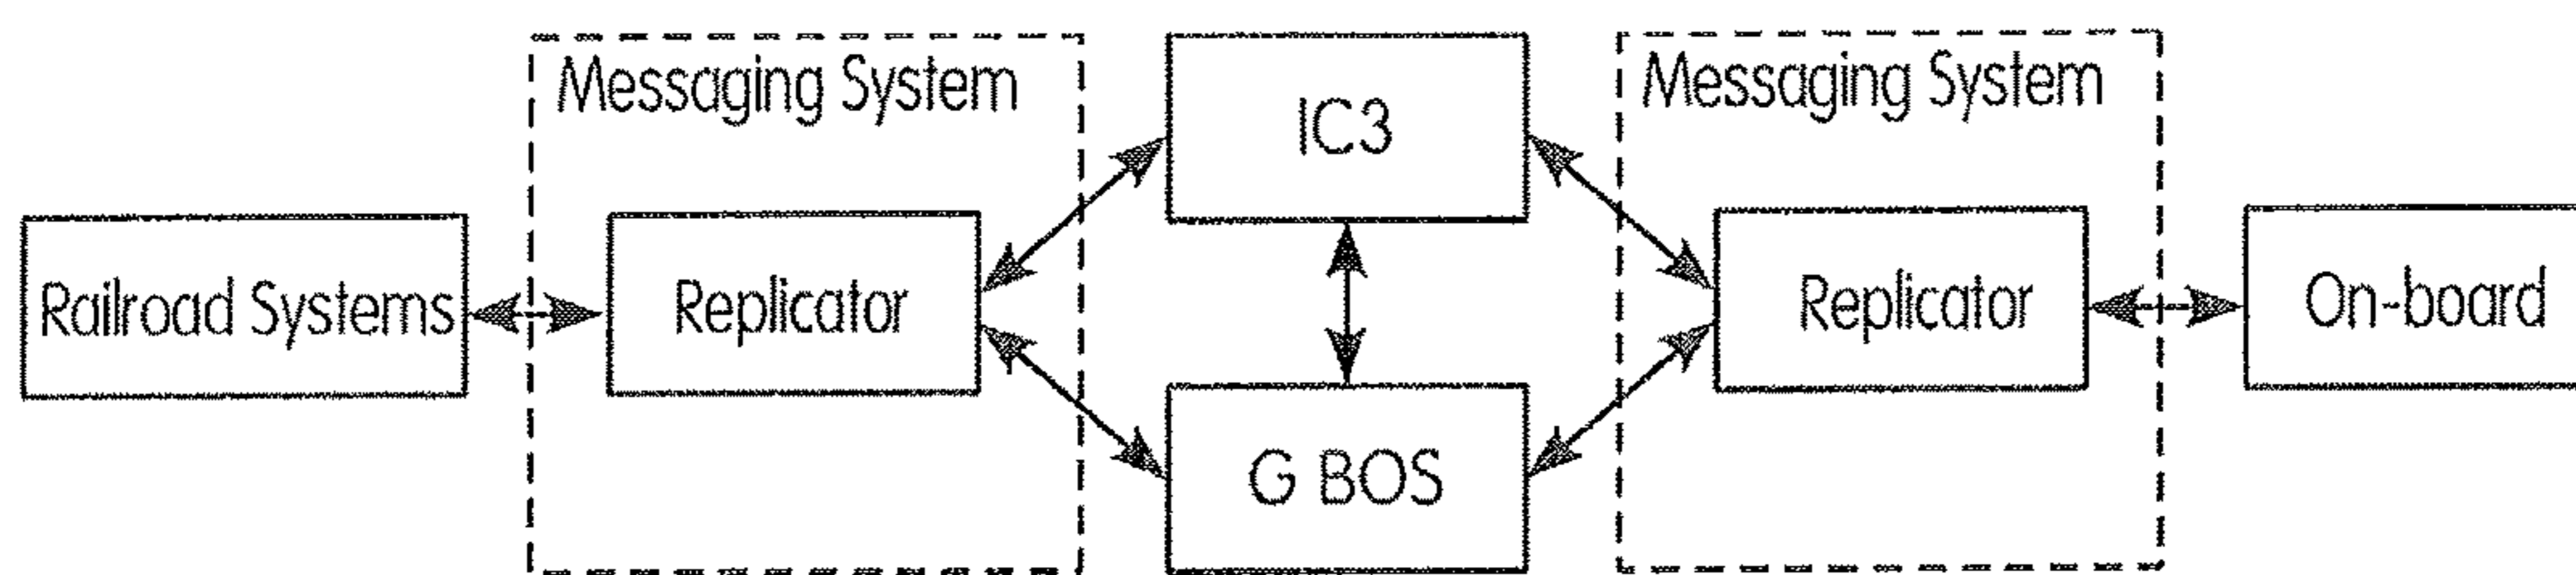 Messaging System
IC3
Messaging System
Railroad Systems
Replicator
Replicator
On-board
G BOS